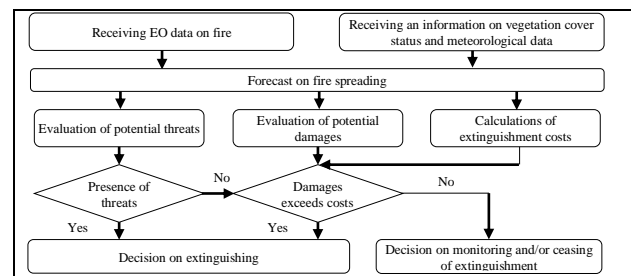 Receiving EO data on fire
Receiving an information on vegetation cover
status and meteorological data
Forecast on fire spreading
Evaluation of potential threats
Evaluation of potential
damages
Calculations of
extinguishment costs
Presence of
threats
No
Damages
exceeds costs
No
Yes
Yes
Decision on extinguishing
Decision on monitoring and/or ceasing
of extinguishment